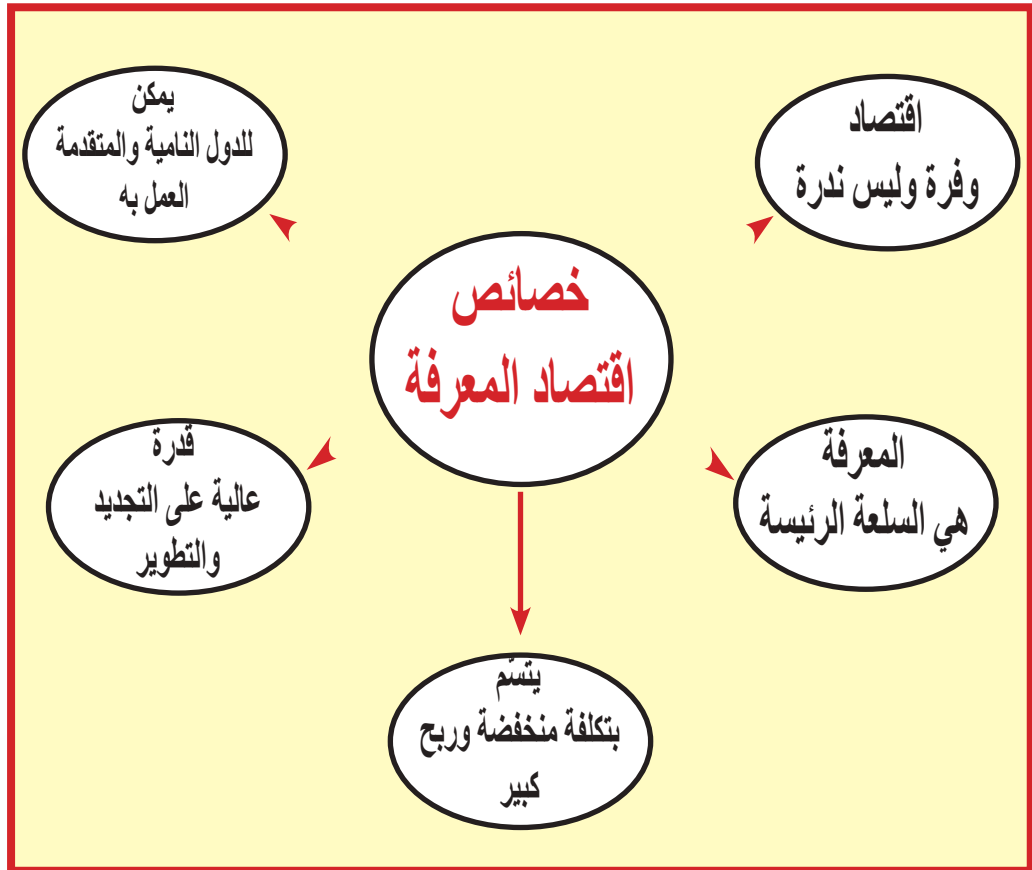 خصائص
اقتصاد المعرفة
اقتصاد
وفرة وليس ندرة
المعرفة
هي السلعة الرئيسة
يتسّم
بتكلفة منخفضة وربح
كبير
قدرة
عالية على التجديد
والتطوير
يمكن
للدول النامية والمتقدمة
العمل به